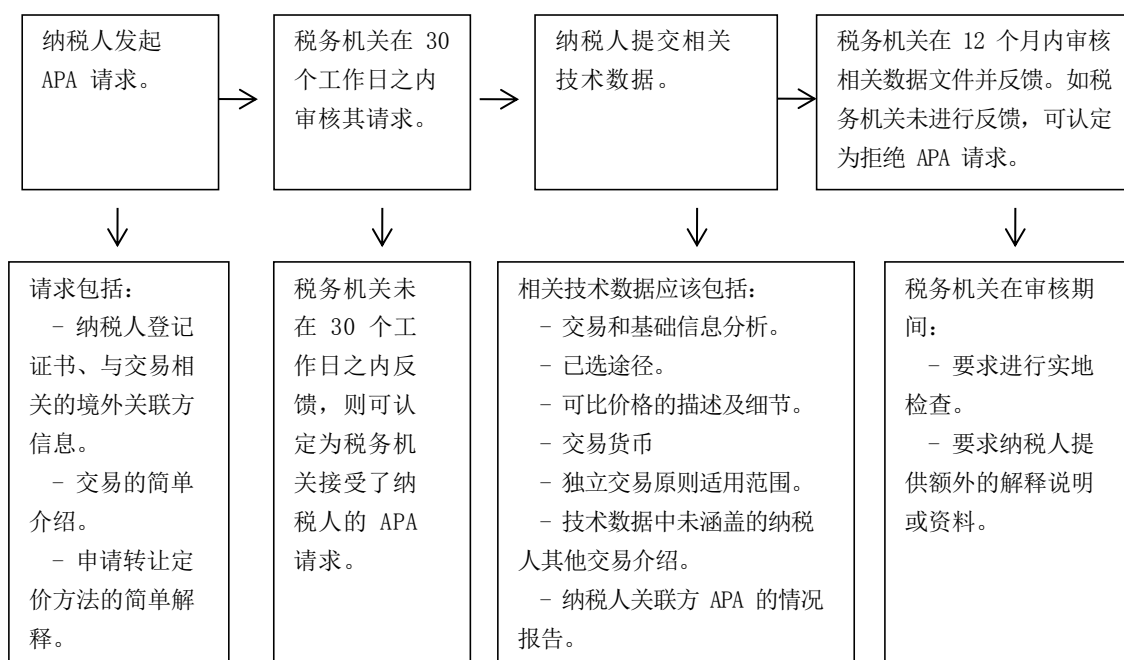 纳税人发起
APA 请求。
税务机关在 30
个工作日之内
审核其请求。
纳税人提交相关
技术数据。
税务机关在 12 个月内审核
相关数据文件并反馈。如税
务机关未进行反馈，可认定
为拒绝 APA 请求。
请求包括：
- 纳税人登记
证书、与交易相
关的境外关联方
信息。
- 交易的简单
介绍。
- 申请转让定
价方法的简单解
释。
税务机关未
在 30 个工
作日之内反
馈，则可认
定为税务机
关接受了纳
税人的 APA
请求。
相关技术数据应该包括：
- 交易和基础信息分析。
- 已选途径。
- 可比价格的描述及细节。
- 交易货币
- 独立交易原则适用范围。
- 技术数据中未涵盖的纳税
人其他交易介绍。
- 纳税人关联方 APA 的情况
报告。
税务机关在审核期
间：
- 要求进行实地
检查。
- 要求纳税人提
供额外的解释说明
或资料。